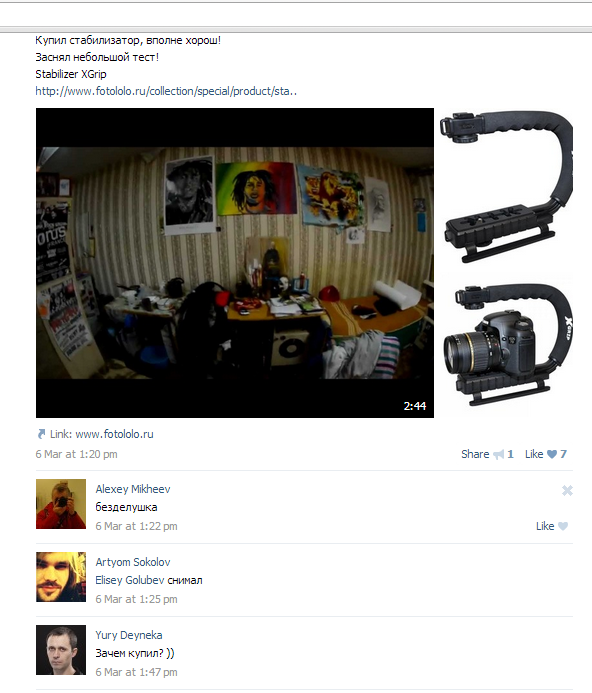 Купил стабилизатор, вполне хорош!
Заснял небольшой тест!
Stabilizer XGrip
http://www.fotololo.ru/collection/special/product/sta..
2:44
Link: www.fotololo.ru
6 Mar at 1:20 pm
Share 1 Like 7
Alexey Mikheev
безделушка
6 Mar at 1:22 pm
Like
Artyom Sokolov
Elisey Golubev снимал
6 Mar at 1:25 pm
Yury Deyneka
Зачем купил? ))
6 Mar at 1:47 pm